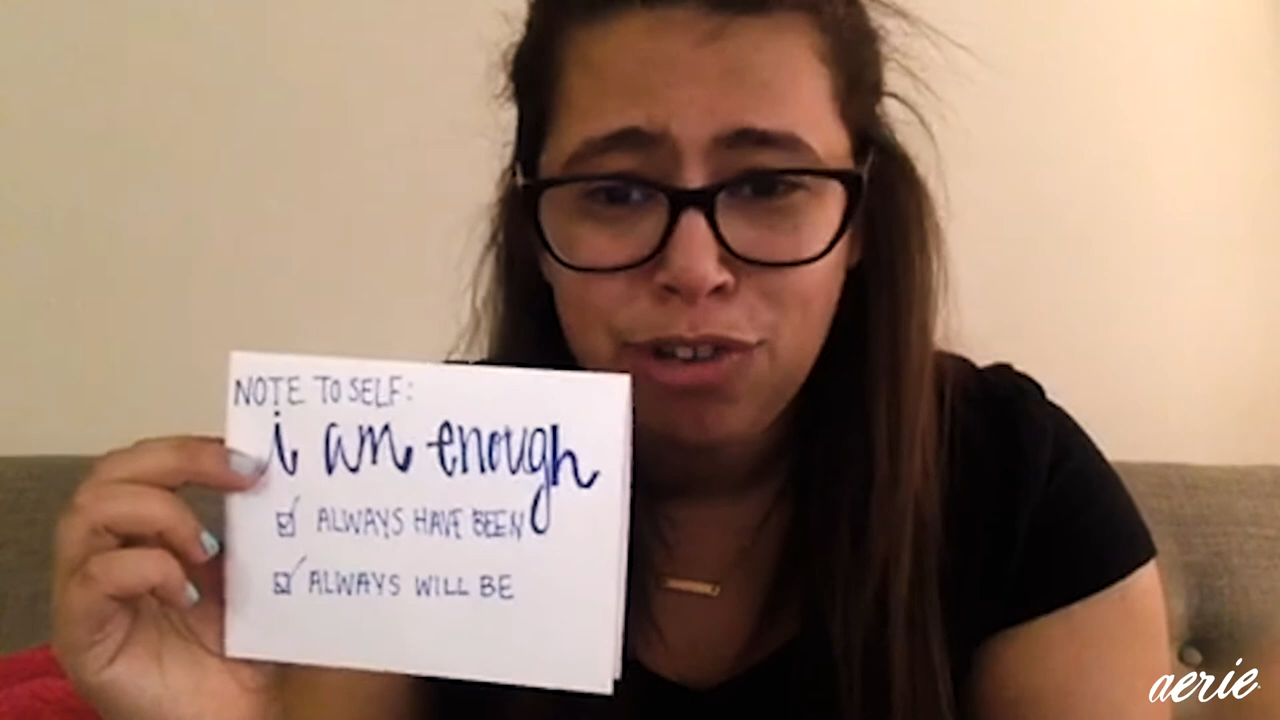 NOTE TO SELF:
i am enough
ALWAYS HAVE BEEN
ALWAYS WILL BE
aerie